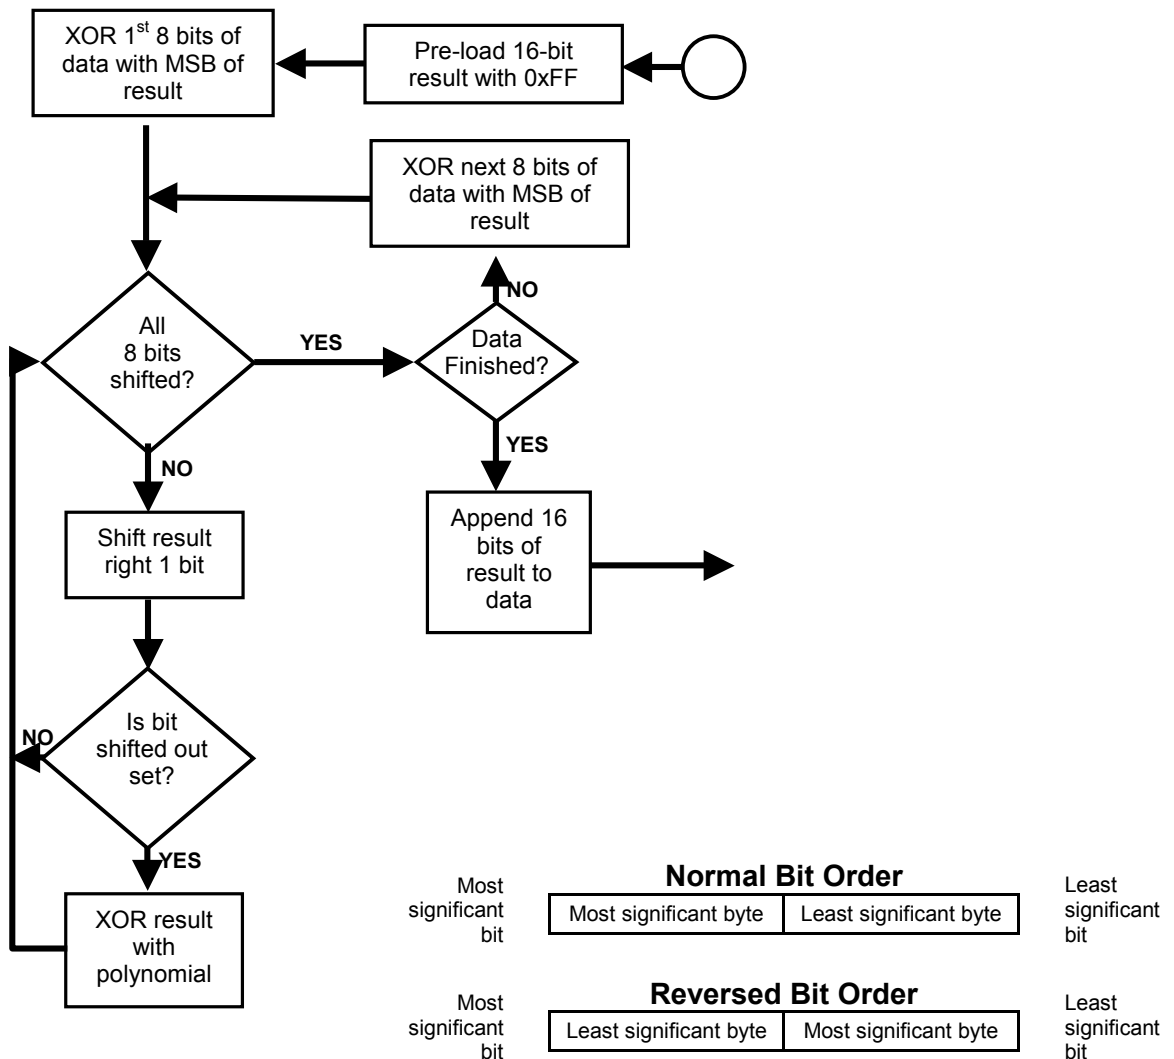 XOR 1st 8 bits of
data with MSB of
result
Pre-load 16-bit
result with 0xFF
XOR next 8 bits of
data with MSB of
result
NO
All
8 bits
shifted?
YES
Data
Finished?
YES
NO
Shift result
right 1 bit
Append 16
bits of
result to
data
Is bit
shifted out
set?
NO
YES
XOR result
with
polynomial
Normal Bit Order
Most
significant
bit
Most significant byte
Least significant byte
Least
significant
bit
Reversed Bit Order
Most
significant
bit
Least significant byte
Most significant byte
Least
significant
bit